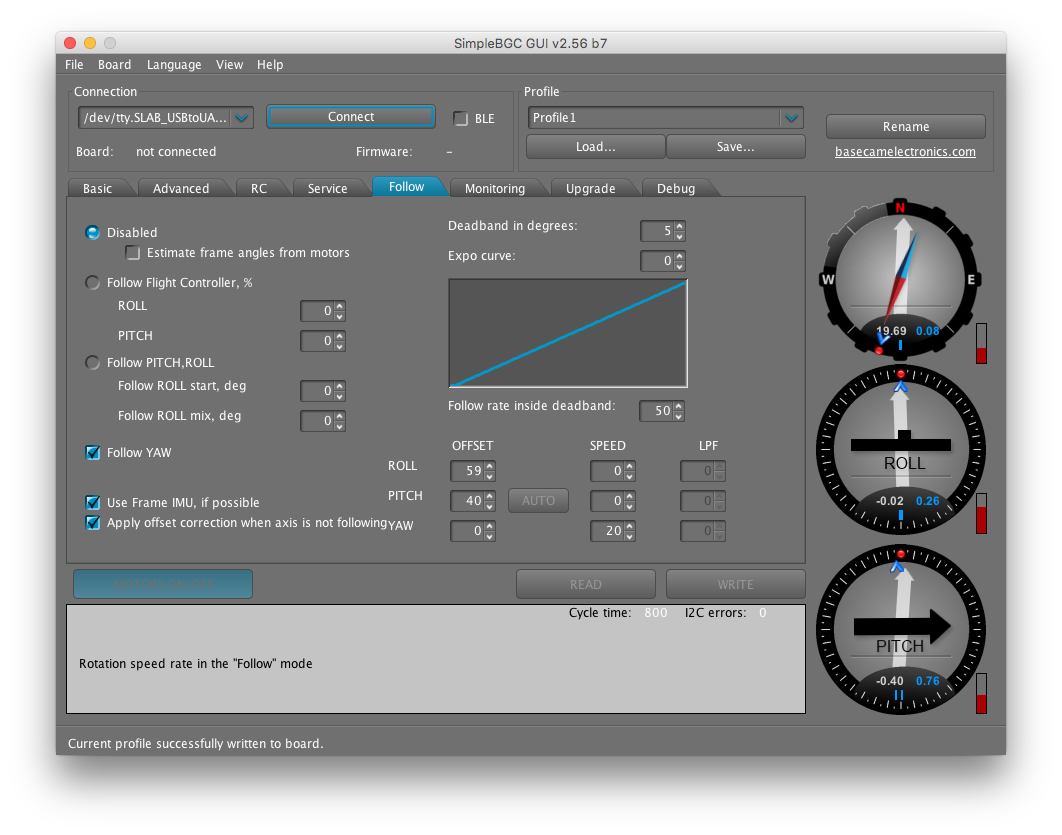 SimpleBGC GUI v2.56 b7
File Board Language View Help
Connection
/dev/tty.SLAB_USBtoUA...
Connect
BLE
Board: not connected Firmware: -
Profile
Profile1
Rename
Load... Save...
basecamelectronics.com
Basic Advanced RC Service Follow Monitoring Upgrade Debug
Disabled
Estimate frame angles from motors
Follow Flight Controller, %
ROLL 0
PITCH 0
Follow PITCH,ROLL
Follow ROLL start, deg 0
Follow ROLL mix, deg 0
Follow YAW
Use Frame IMU, if possible
Apply offset correction when axis is not following
Deadband in degrees: 5
Expo curve: 0
Follow rate inside deadband: 50
OFFSET SPEED LPF
ROLL 59 0 0
PITCH 40 AUTO 0 0
YAW 0 20 0
N
W E
19.69 0.08
ROLL
-0.02 0.26
PITCH
-0.40 0.76
MOTORS ON/OFF
READ WRITE
Cycle time: 800 I2C errors: 0
Rotation speed rate in the "Follow" mode
Current profile successfully written to board.